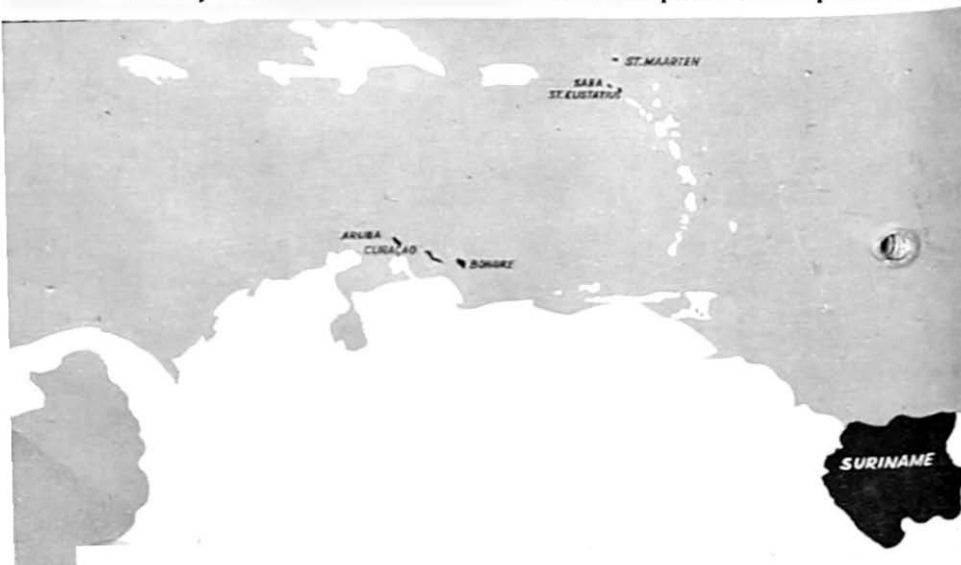 ST. MAARTEN
SABA
ST. EUSTATIUS
ARUBA
CURAÇAO
BONAIRE
SURINAME